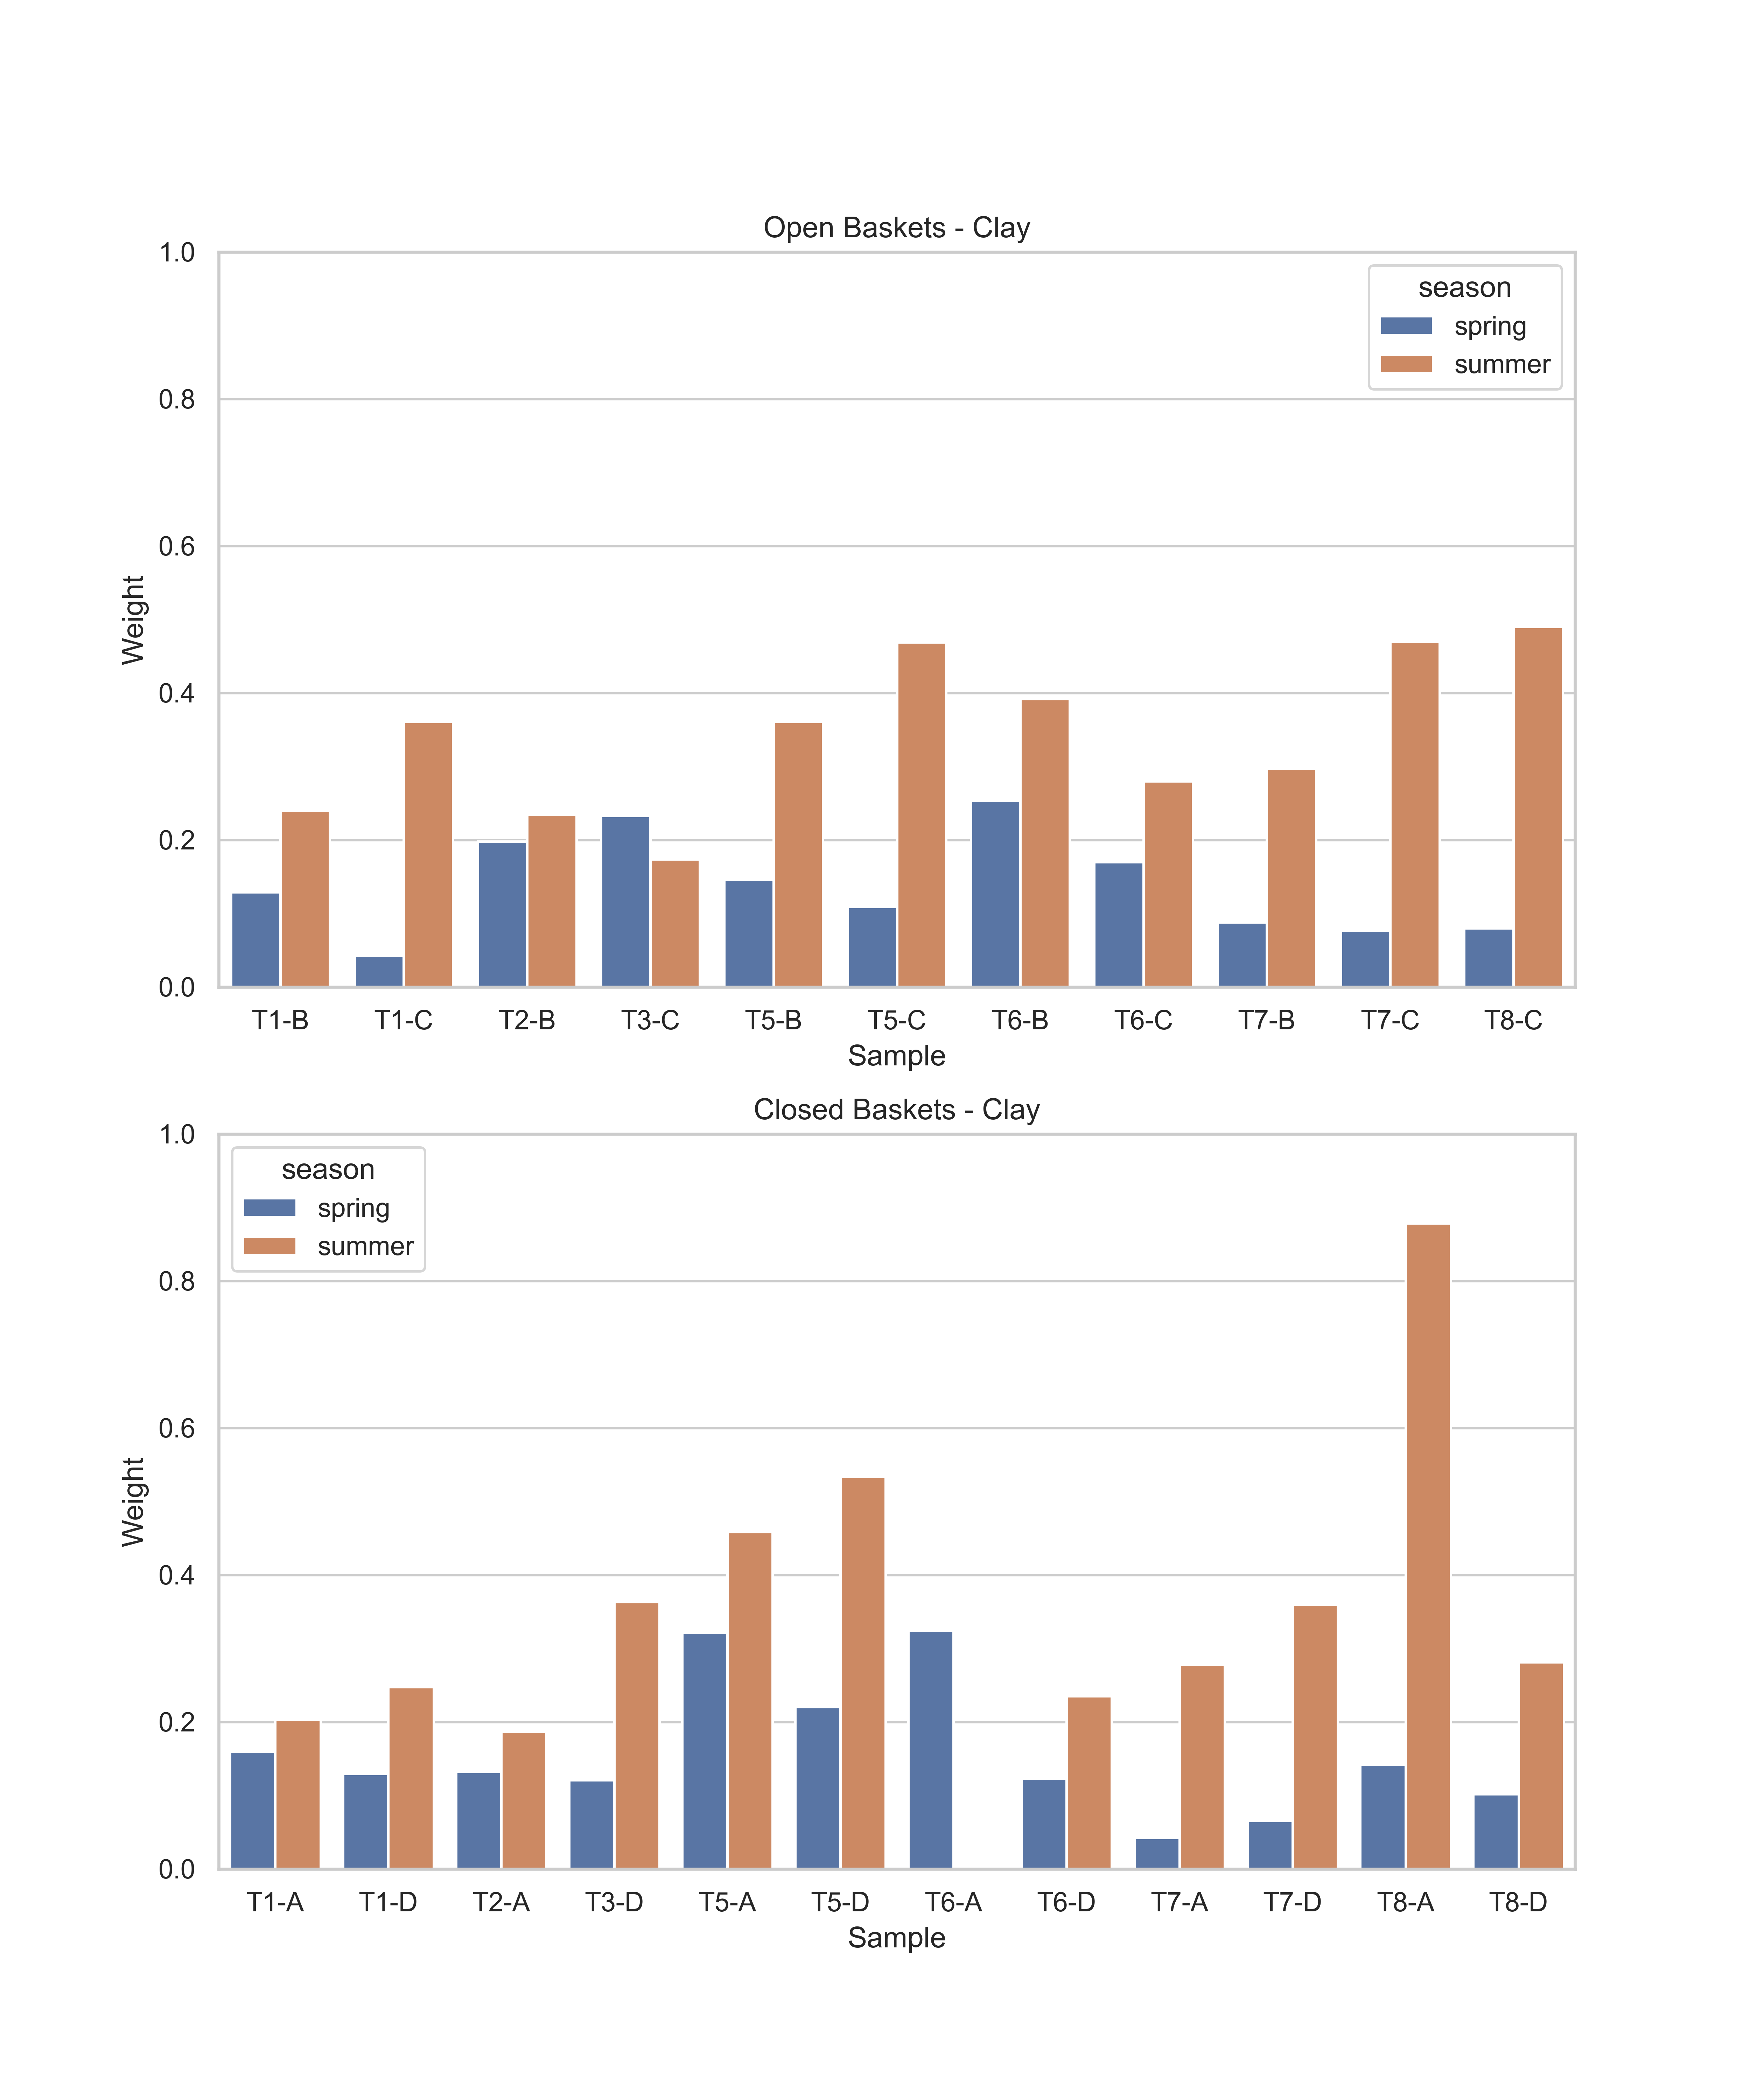 Open Baskets - Clay
1.0
0.8
0.6
0.4
0.2
0.0
Weight
season
spring
summer
T1-B T1-C T2-B T3-C T5-B T5-C T6-B T6-C T7-B T7-C T8-C
Sample
Closed Baskets - Clay
1.0
0.8
0.6
0.4
0.2
0.0
Weight
season
spring
summer
T1-A T1-D T2-A T3-D T5-A T5-D T6-A T6-D T7-A T7-D T8-A T8-D
Sample